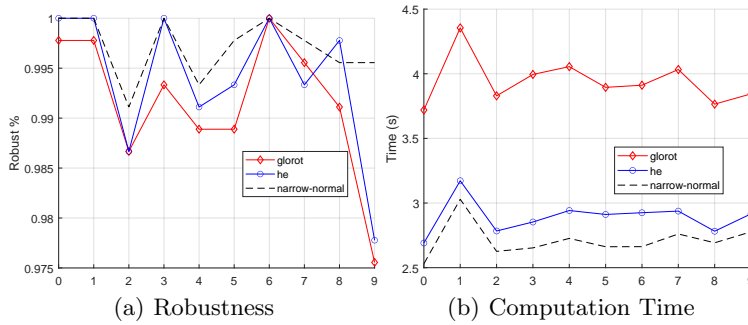 1
0.995
0.99
0.985
0.98
0.975
Robust %
glorot
he
narrow-normal
0 1 2 3 4 5 6 7 8 9
(a) Robustness
4.5
4
3.5
3
2.5
Time (s)
glorot
he
narrow-normal
0 1 2 3 4 5 6 7 8 9
(b) Computation Time